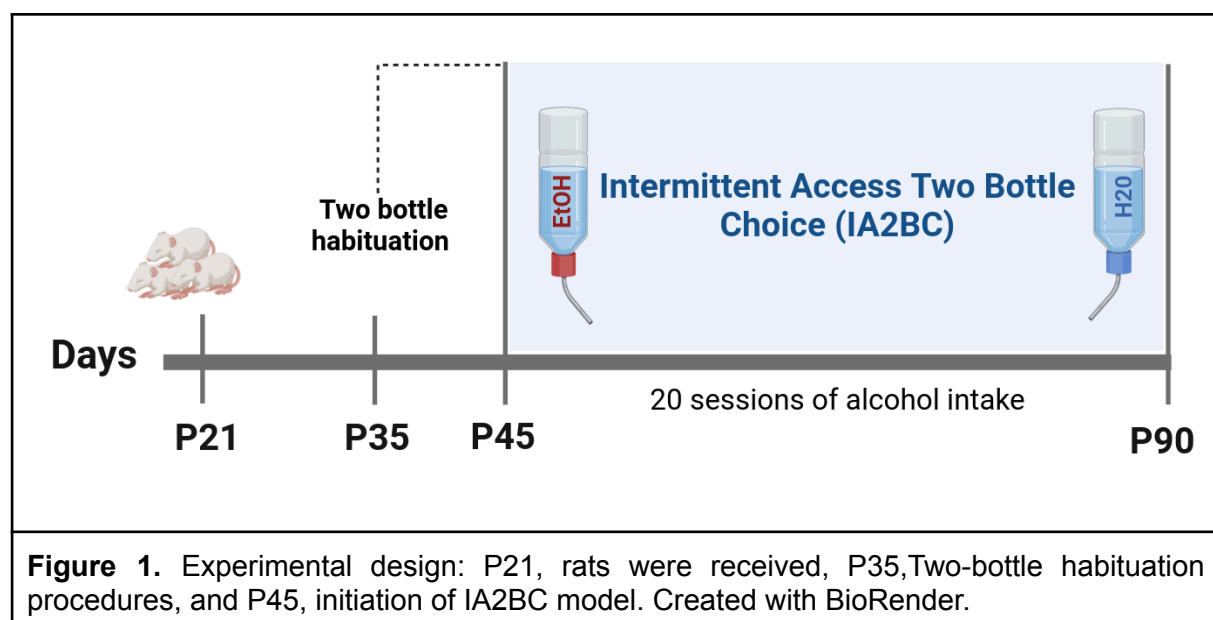 Two bottle
habituation
EtOH
Intermittent Access Two Bottle
Choice (IA2BC)
H20
Days
20 sessions of alcohol intake
P21
P35
P45
P90
Figure 1. Experimental design: P21, rats were received, P35,Two-bottle habituation
procedures, and P45, initiation of IA2BC model. Created with BioRender.